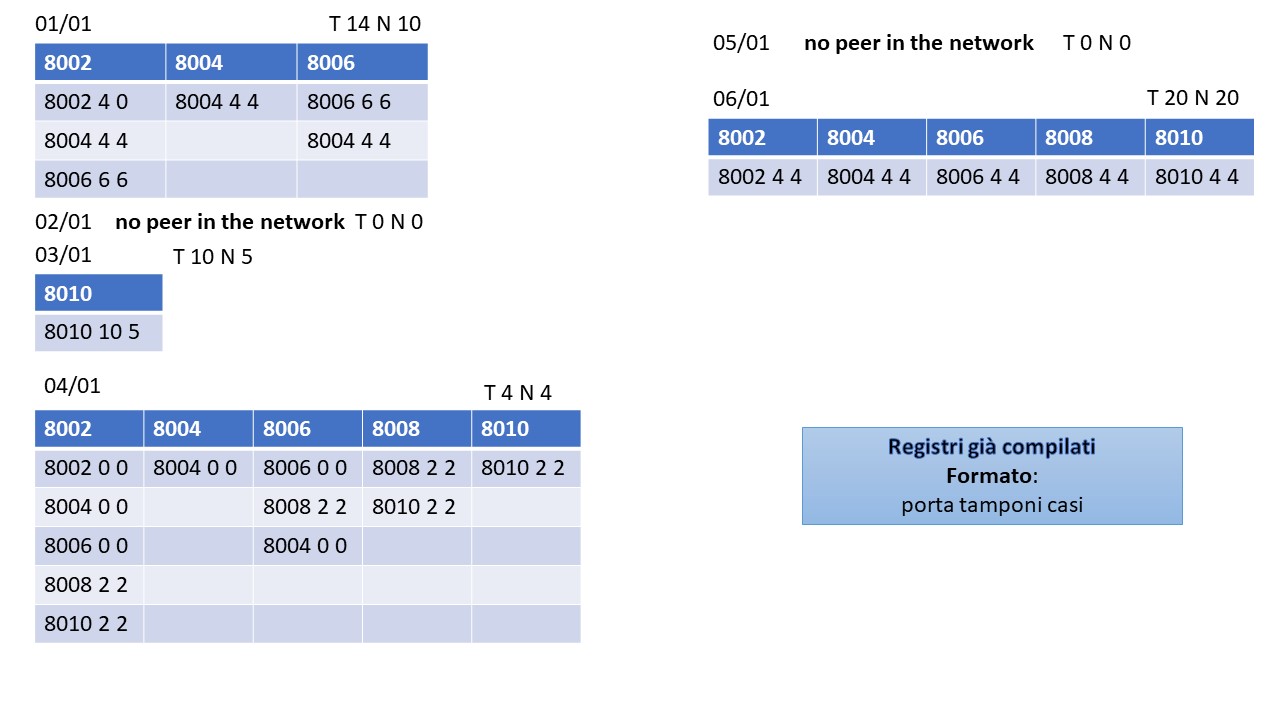 01/01 T 14 N 10
8002 8004 8006
8002 4 0 8004 4 4 8006 6 6
8004 4 4 8004 4 4
8006 6 6
02/01 no peer in the network T 0 N 0
03/01 T 10 N 5
8010
8010 10 5
04/01 T 4 N 4
8002 8004 8006 8008 8010
8002 0 0 8004 0 0 8006 0 0 8008 2 2 8010 2 2
8004 0 0 8008 2 2 8010 2 2
8006 0 0 8004 0 0
8008 2 2
8010 2 2
05/01 no peer in the network T 0 N 0
06/01 T 20 N 20
8002 8004 8006 8008 8010
8002 4 4 8004 4 4 8006 4 4 8008 4 4 8010 4 4
Registri già compilati
Formato:
porta tamponi casi